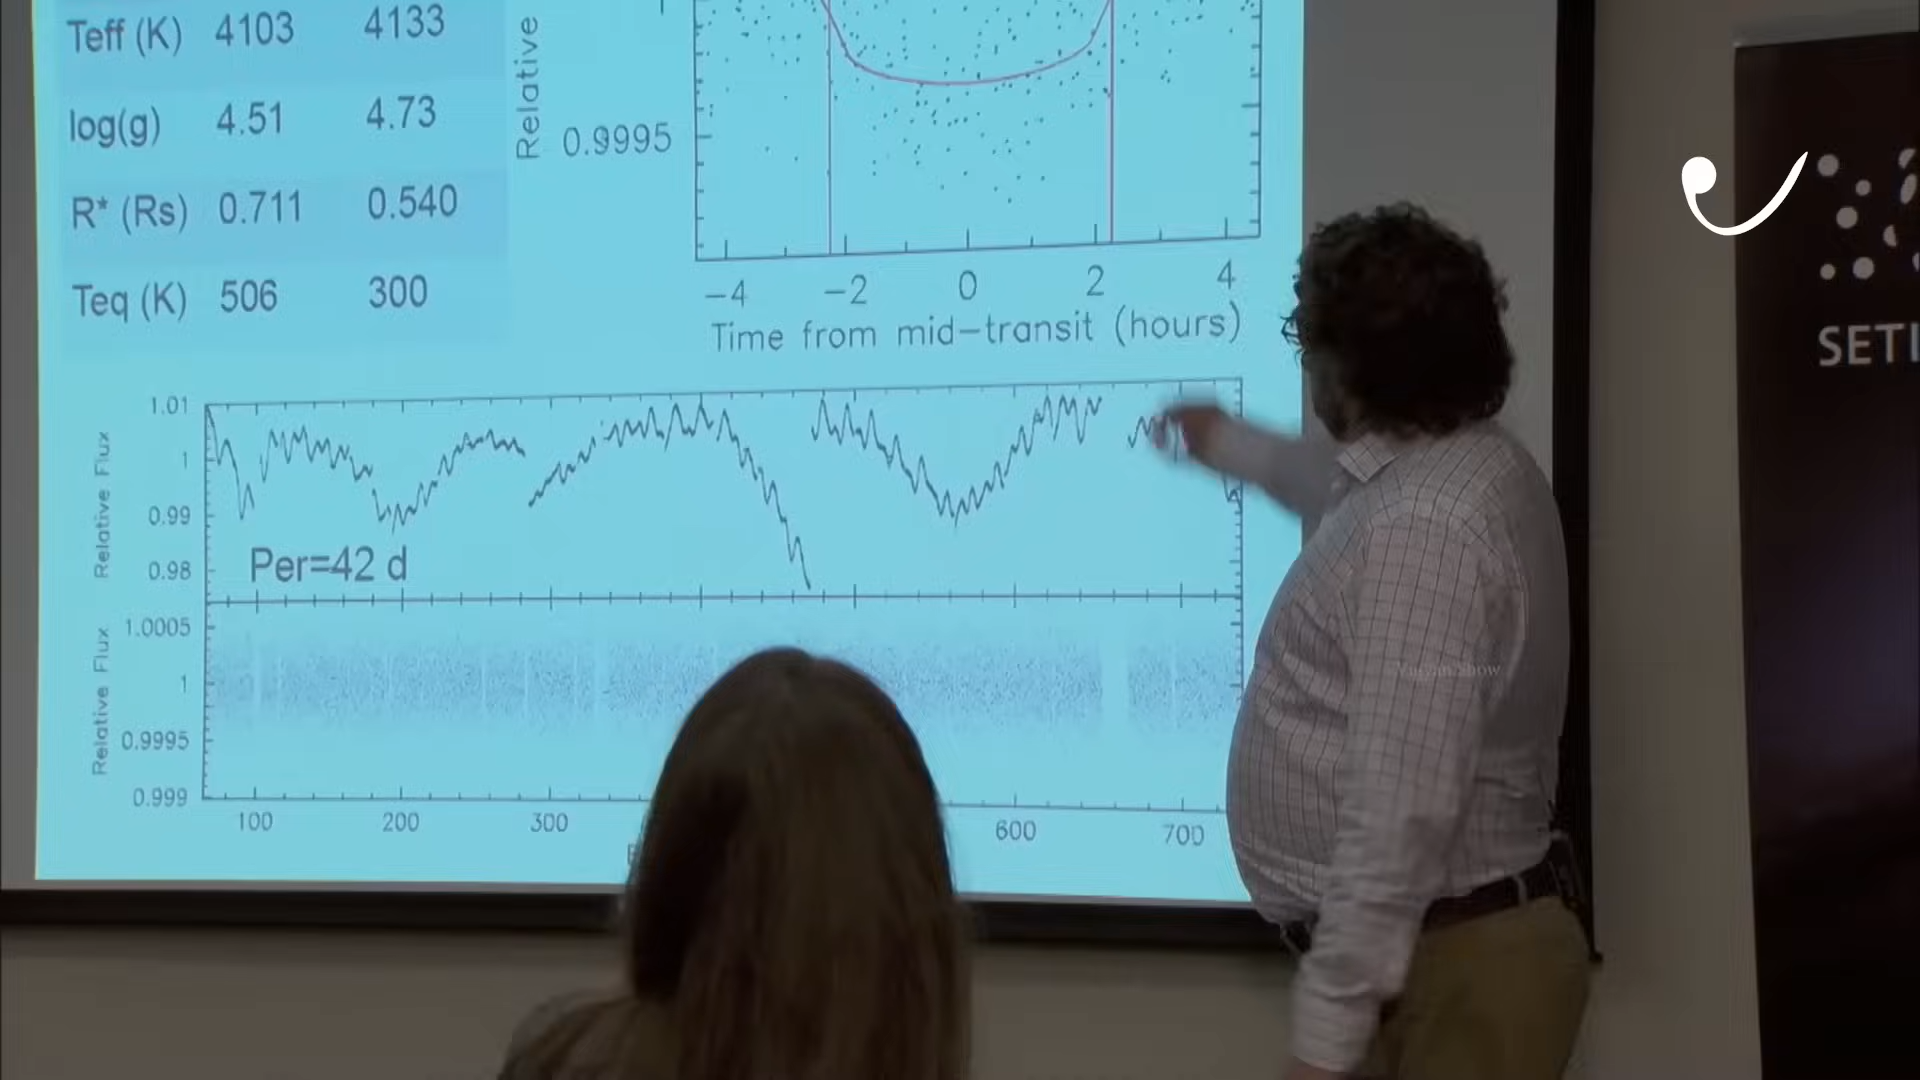 Teff (K) 4103 4133
log(g) 4.51 4.73
R* (Rs) 0.711 0.540
Teq (K) 506 300
Relative
0.9995
−4 −2 0 2 4
Time from mid−transit (hours)
SETI
1.01
1
0.99
0.98
Relative Flux
Per=42 d
1.0005
1
0.9995
0.999
Relative Flux
100 200 300 600 700